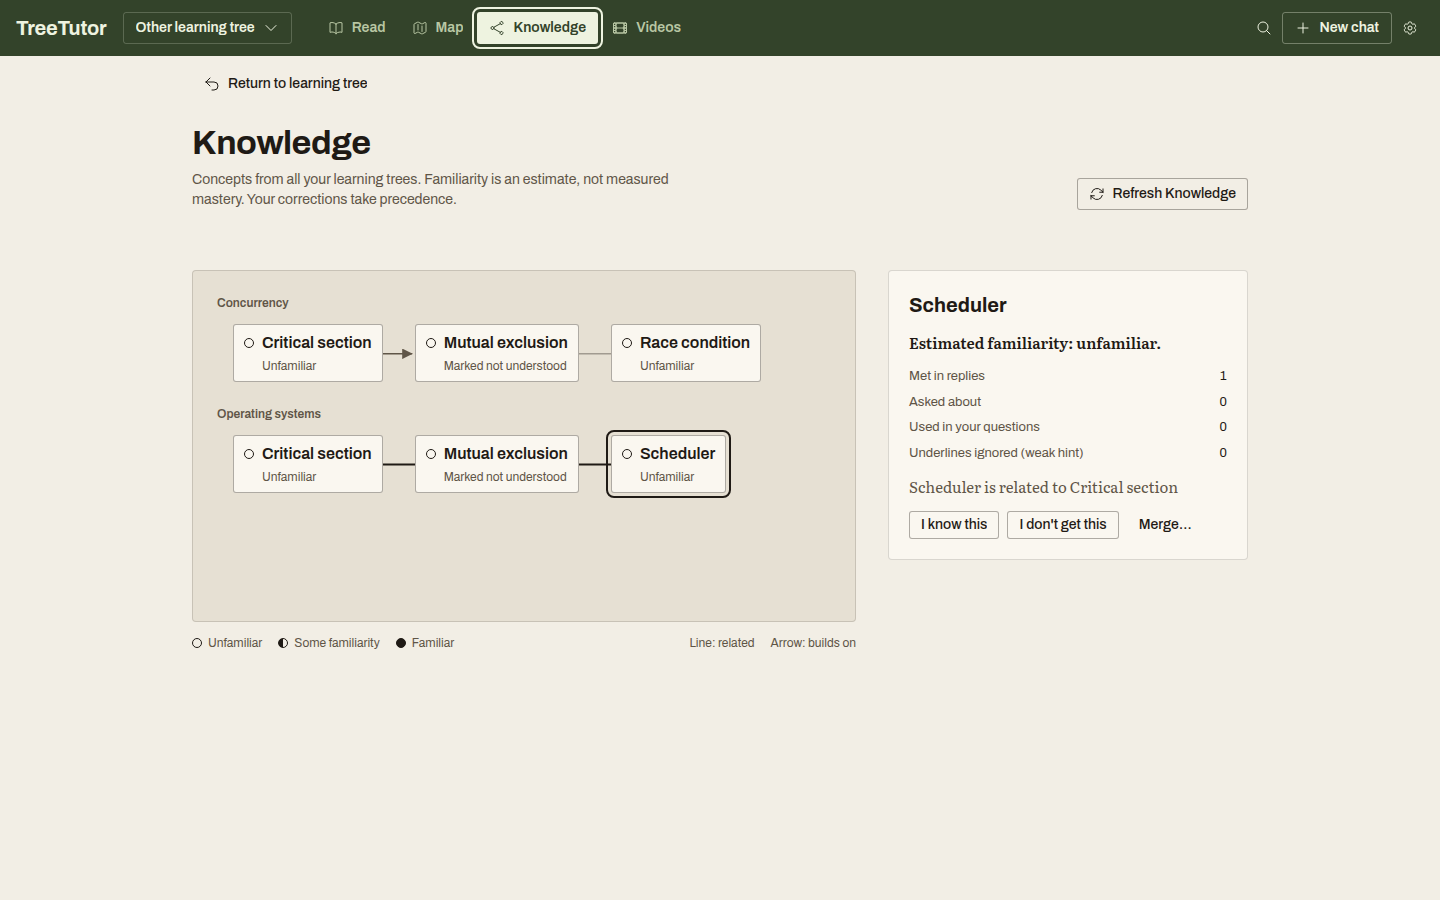 TreeTutor
Other learning tree
Read
Map
Knowledge
Videos
New chat
Return to learning tree
Knowledge
Concepts from all your learning trees. Familiarity is an estimate, not measured
mastery. Your corrections take precedence.
Refresh Knowledge
Concurrency
Critical section
Unfamiliar
Mutual exclusion
Marked not understood
Race condition
Unfamiliar
Operating systems
Critical section
Unfamiliar
Mutual exclusion
Marked not understood
Scheduler
Unfamiliar
Unfamiliar
Some familiarity
Familiar
Line: related
Arrow: builds on
Scheduler
Estimated familiarity: unfamiliar.
Met in replies 1
Asked about 0
Used in your questions 0
Underlines ignored (weak hint) 0
Scheduler is related to Critical section
I know this
I don't get this
Merge...